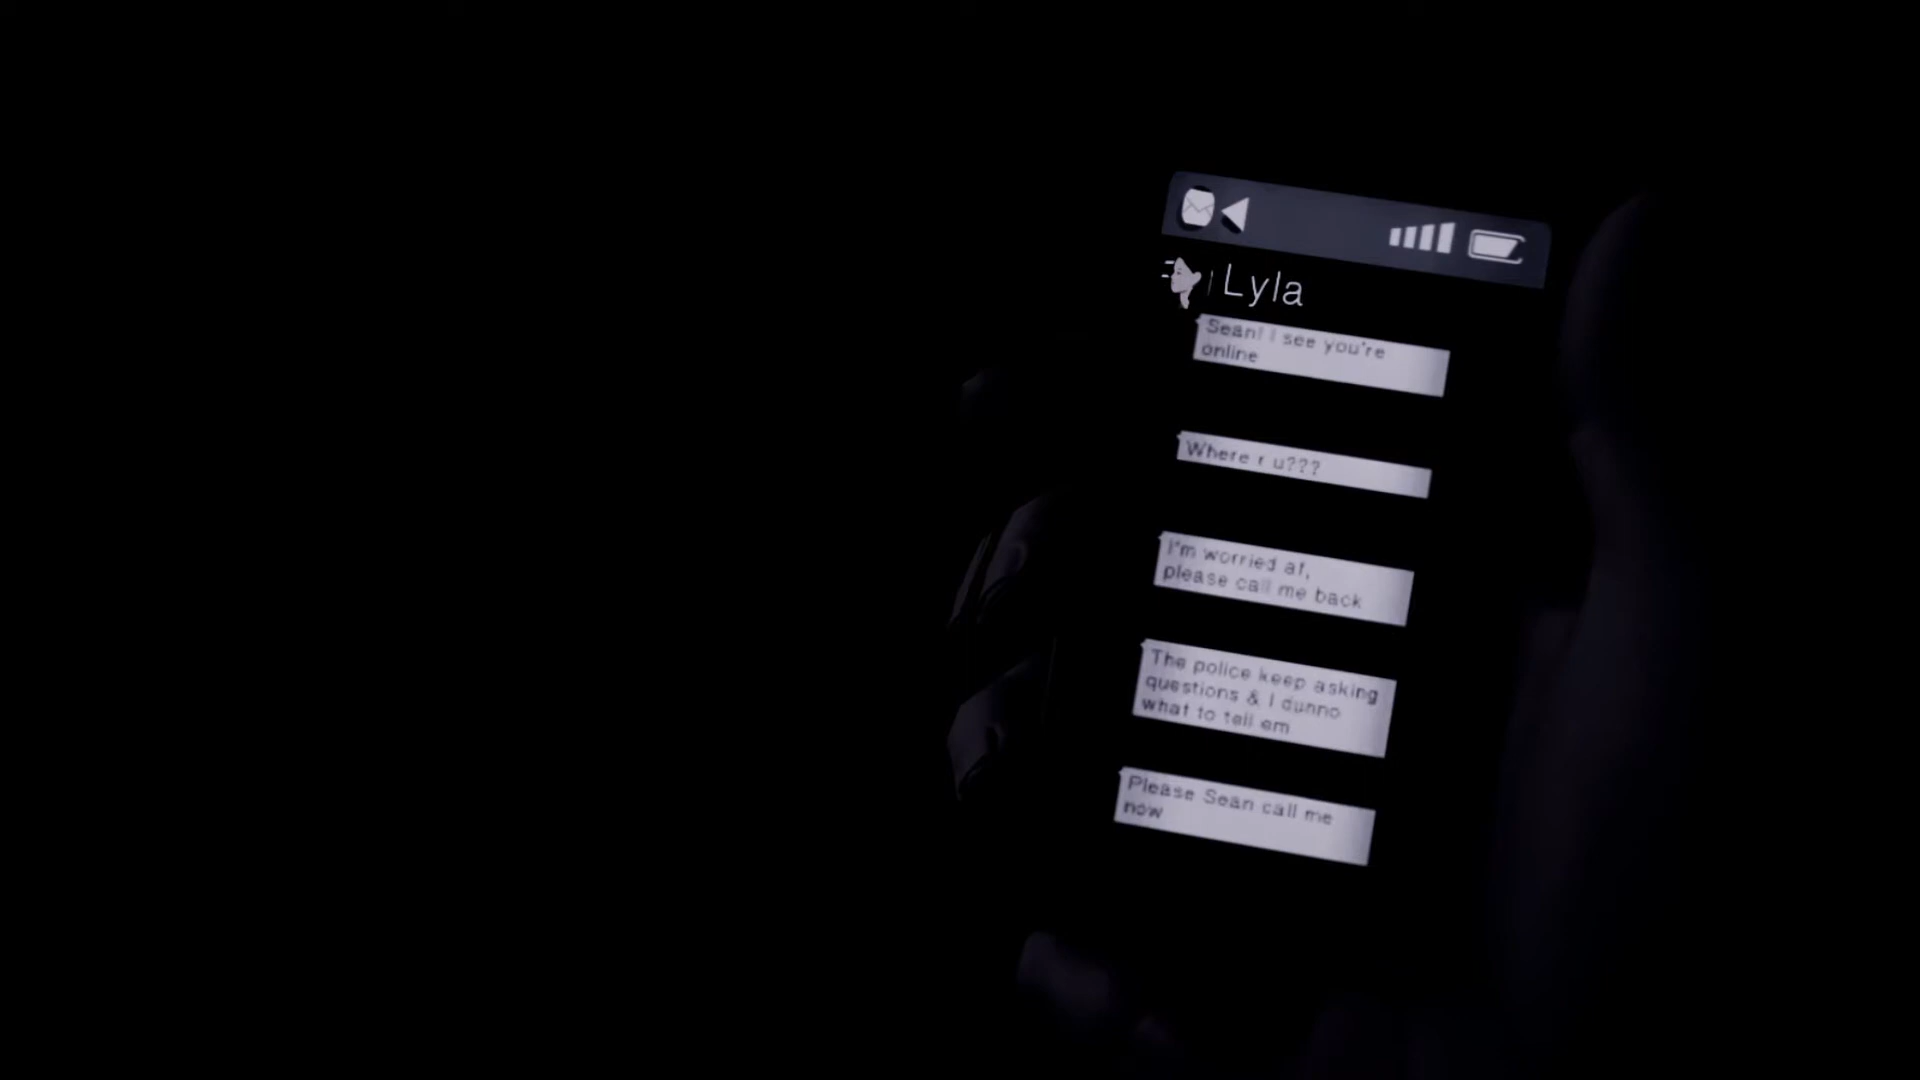 Lyla
Sean! I see you're
online
Where r u???
I'm worried af,
please call me back
The police keep asking
questions & I dunno
what to tell em
Please Sean call me
now